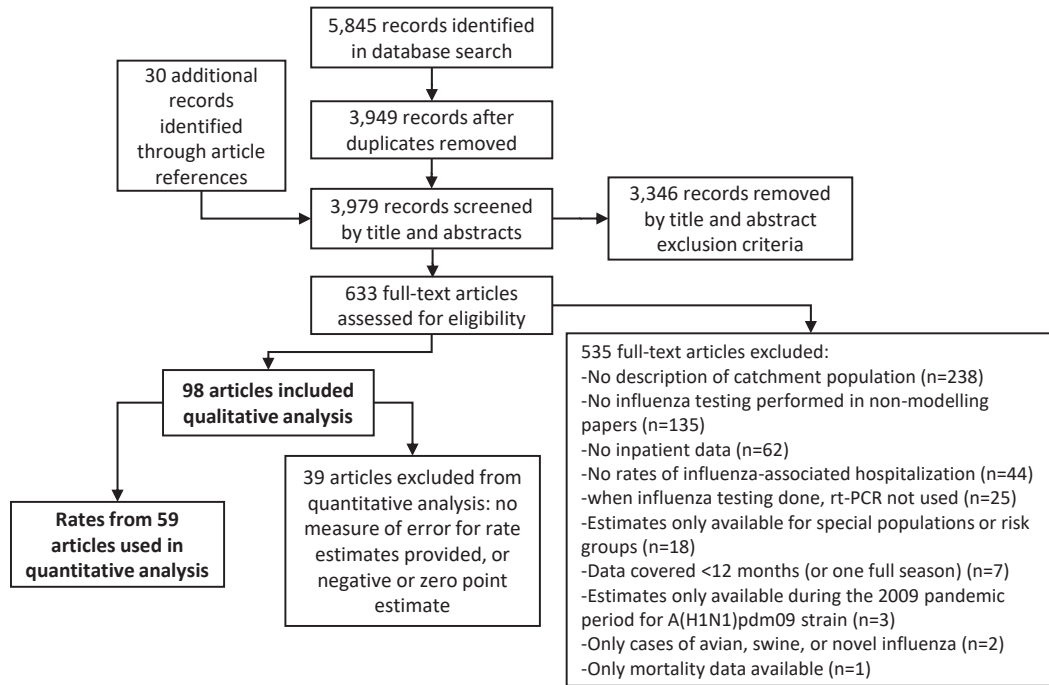 5,845 records identified
in database search
30 additional
records
identified
through article
references
3,949 records after
duplicates removed
3,979 records screened
by title and abstracts
3,346 records removed
by title and abstract
exclusion criteria
633 full-text articles
assessed for eligibility
535 full-text articles excluded:
-No description of catchment population (n=238)
-No influenza testing performed in non-modelling
papers (n=135)
-No inpatient data (n=62)
-No rates of influenza-associated hospitalization (n=44)
-when influenza testing done, rt-PCR not used (n=25)
-Estimates only available for special populations or risk
groups (n=18)
-Data covered <12 months (or one full season) (n=7)
-Estimates only available during the 2009 pandemic
period for A(H1N1)pdm09 strain (n=3)
-Only cases of avian, swine, or novel influenza (n=2)
-Only mortality data available (n=1)
98 articles included
qualitative analysis
39 articles excluded from
quantitative analysis: no
measure of error for rate
estimates provided, or
negative or zero point
estimate
Rates from 59
articles used in
quantitative analysis